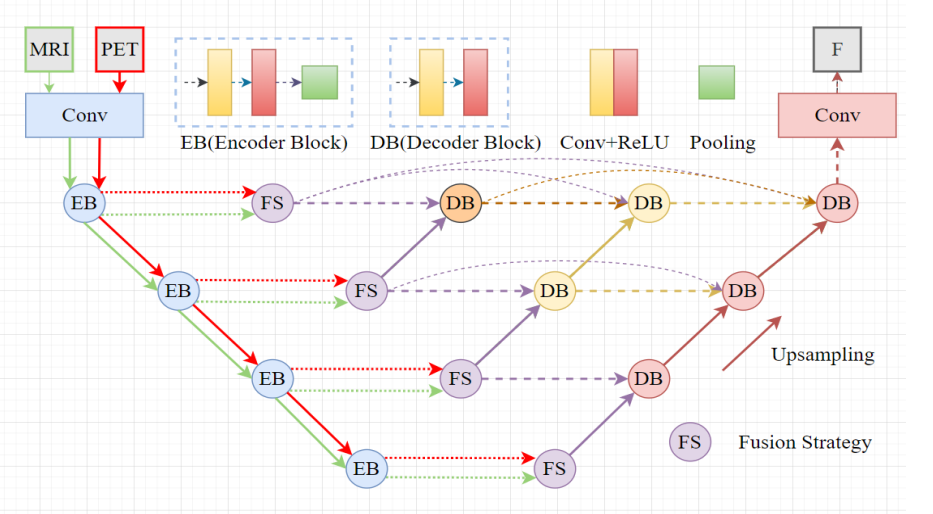 MRI PET F
Conv Conv
EB(Encoder Block) DB(Decoder Block) Conv+ReLU Pooling
EB FS DB DB DB
EB FS DB DB
Upsampling
EB FS DB
FS Fusion Strategy
EB FS